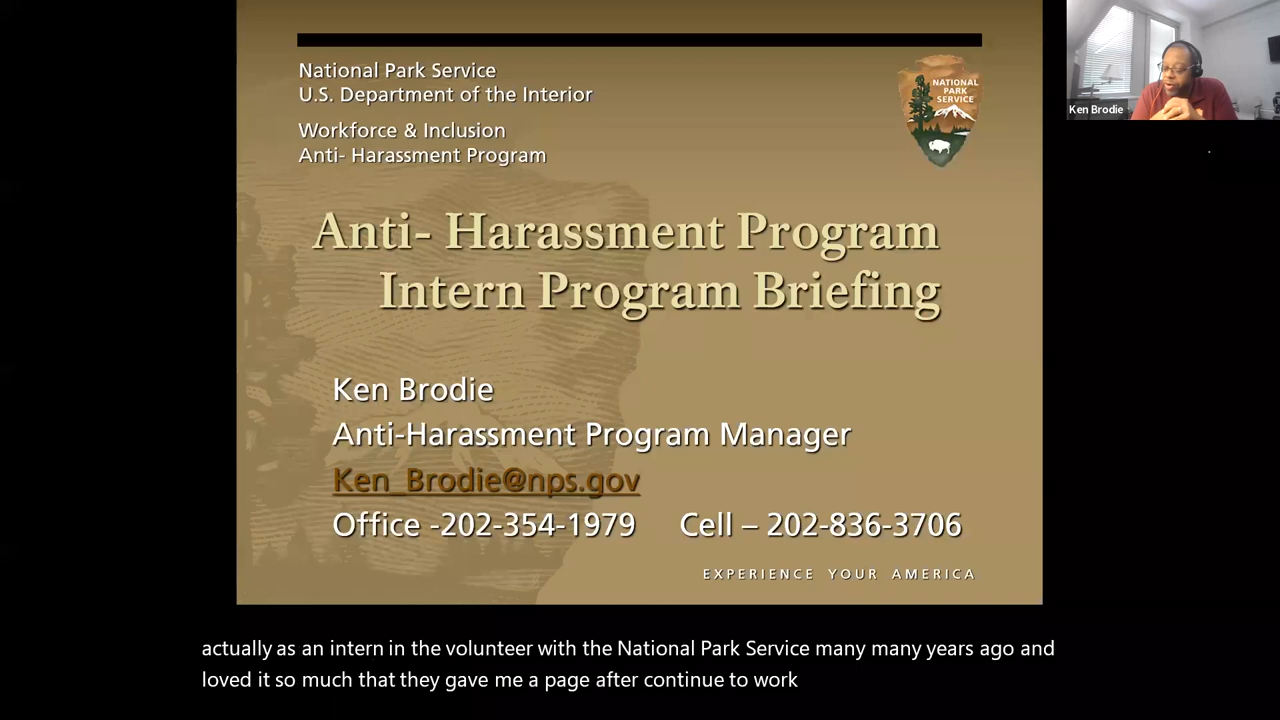 National Park Service
U.S. Department of the Interior
Workforce & Inclusion
Anti- Harassment Program
NATIONAL
PARK
SERVICE
Anti- Harassment Program
Intern Program Briefing
Ken Brodie
Anti-Harassment Program Manager
Ken_Brodie@nps.gov
Office -202-354-1979 Cell – 202-836-3706
EXPERIENCE YOUR AMERICA
Ken Brodie
actually as an intern in the volunteer with the National Park Service many many years ago and
loved it so much that they gave me a page after continue to work